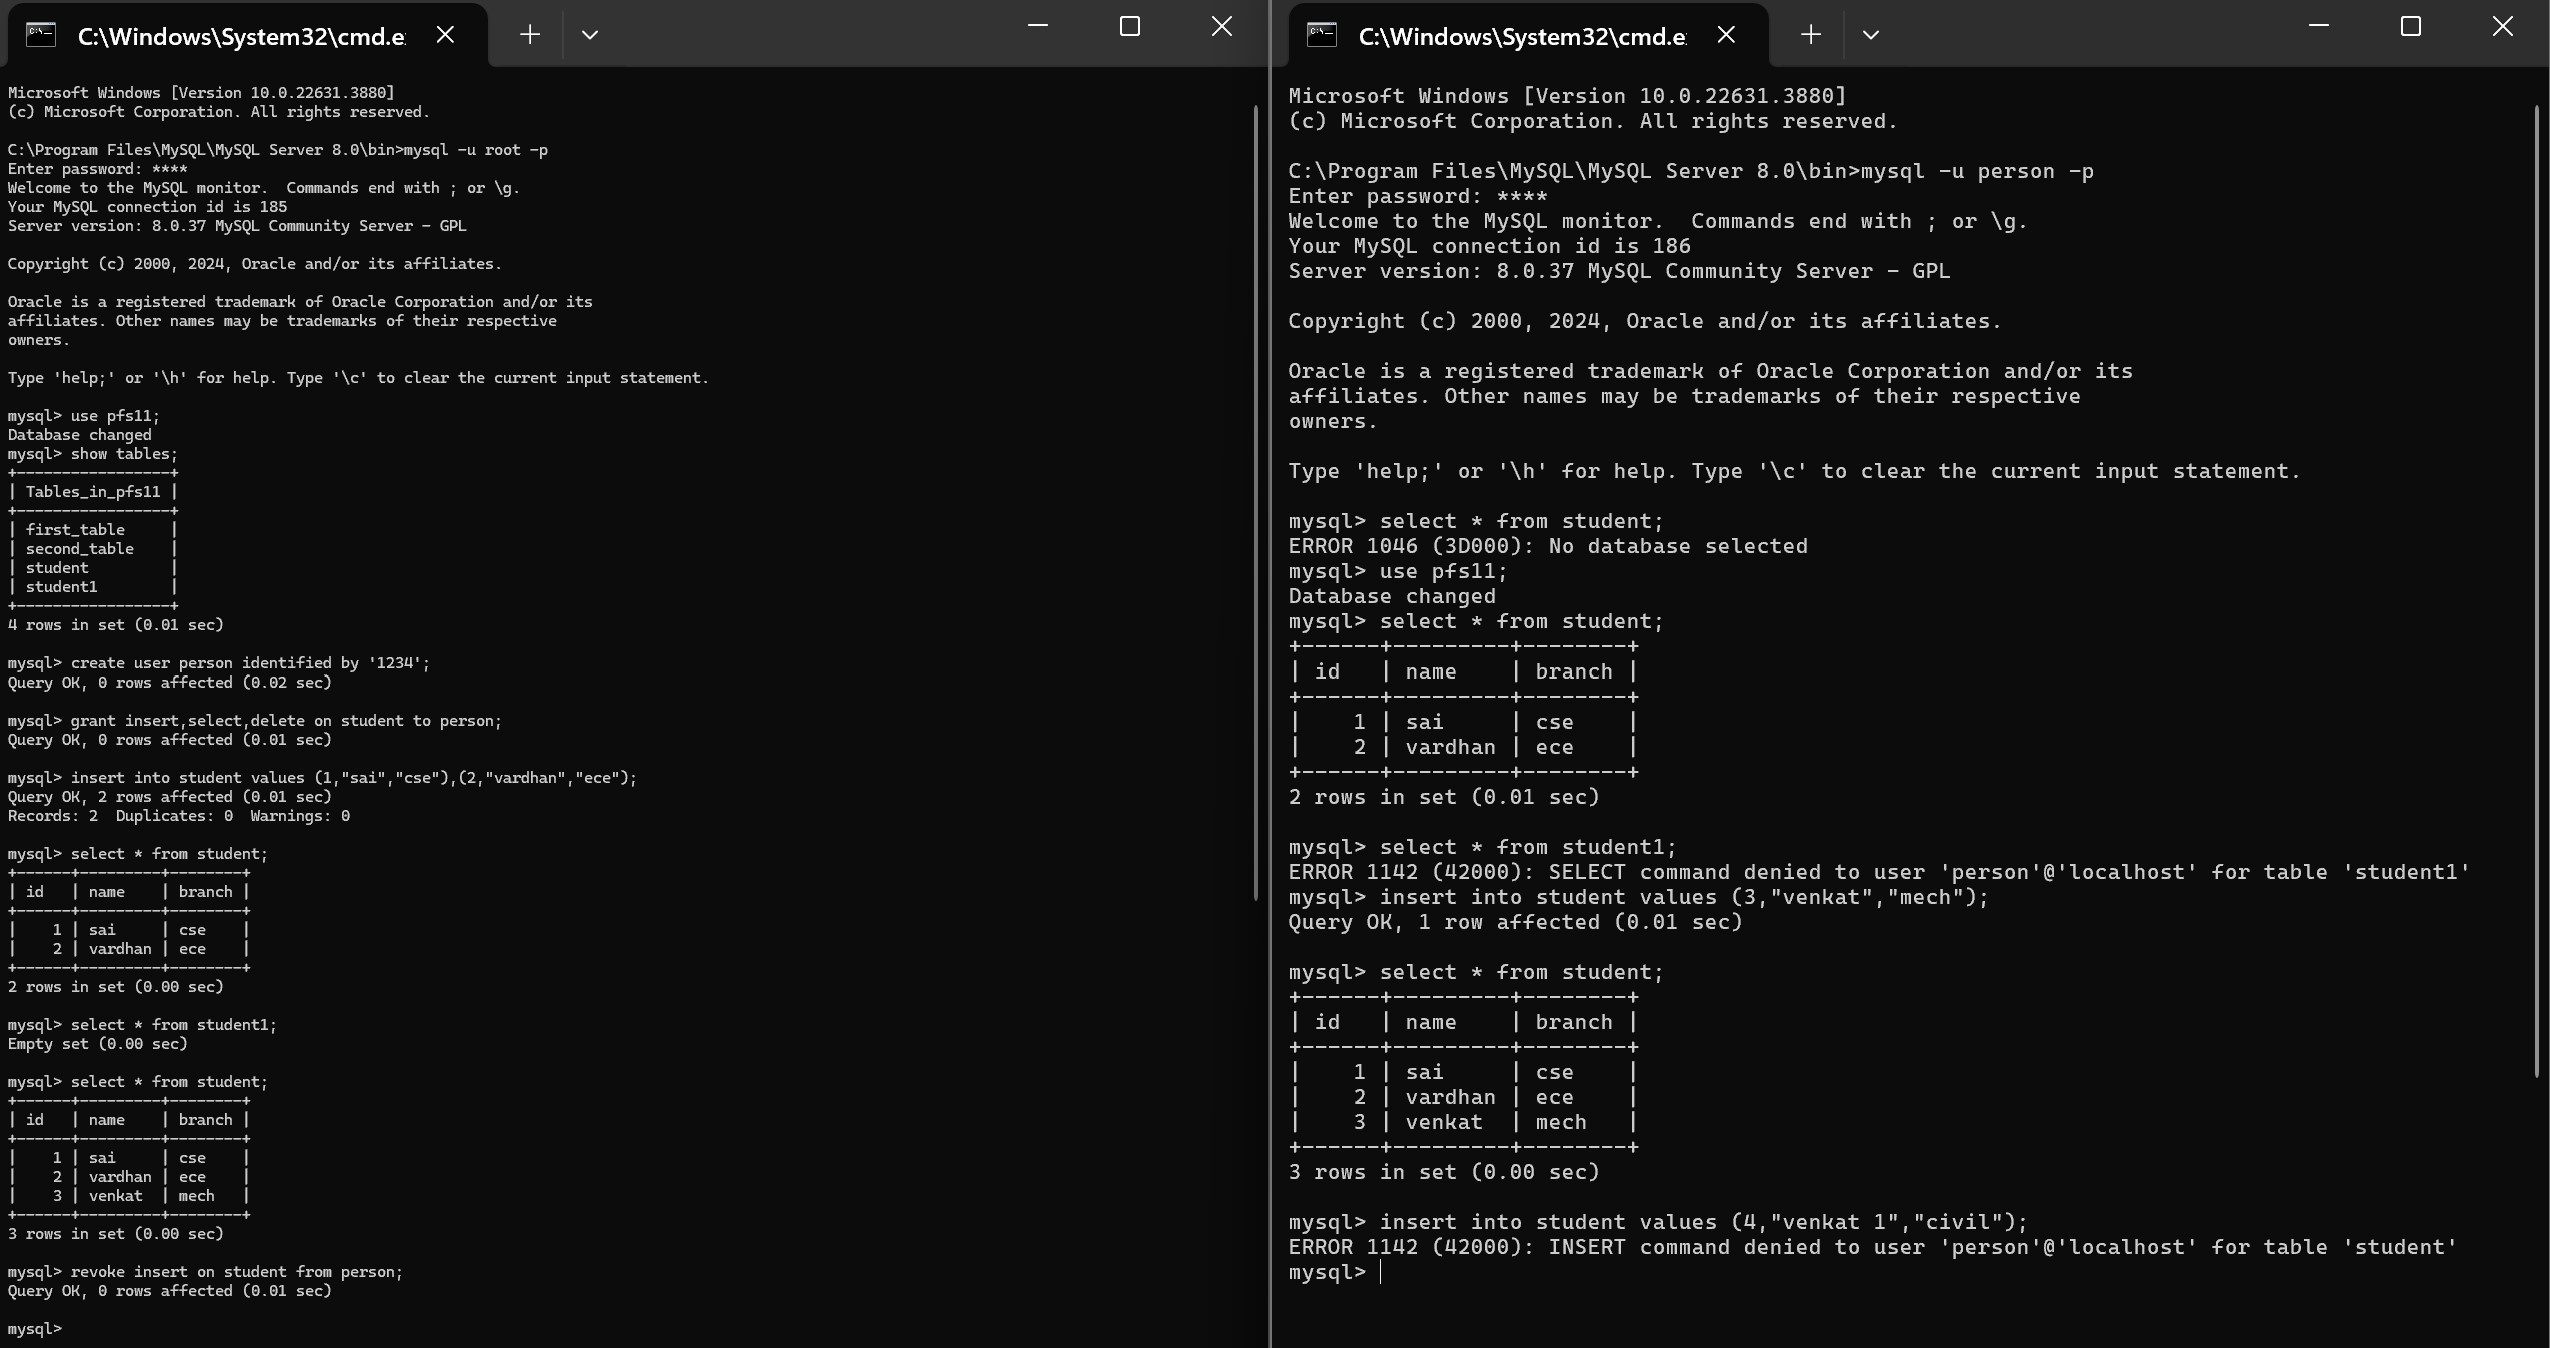 C:\Windows\System32\cmd.e
Microsoft Windows [Version 10.0.22631.3880]
(c) Microsoft Corporation. All rights reserved.
C:\Program Files\MySQL\MySQL Server 8.0\bin>mysql -u root -p
Enter password: ****
Welcome to the MySQL monitor.  Commands end with ; or \g.
Your MySQL connection id is 185
Server version: 8.0.37 MySQL Community Server - GPL
Copyright (c) 2000, 2024, Oracle and/or its affiliates.
Oracle is a registered trademark of Oracle Corporation and/or its
affiliates. Other names may be trademarks of their respective
owners.
Type 'help;' or '\h' for help. Type '\c' to clear the current input statement.
mysql> use pfs11;
Database changed
mysql> show tables;
+-----------------+
| Tables_in_pfs11 |
+-----------------+
| first_table     |
| second_table    |
| student         |
| student1        |
+-----------------+
4 rows in set (0.01 sec)
mysql> create user person identified by '1234';
Query OK, 0 rows affected (0.02 sec)
mysql> grant insert,select,delete on student to person;
Query OK, 0 rows affected (0.01 sec)
mysql> insert into student values (1,"sai","cse"),(2,"vardhan","ece");
Query OK, 2 rows affected (0.01 sec)
Records: 2  Duplicates: 0  Warnings: 0
mysql> select * from student;
+------+---------+--------+
| id   | name    | branch |
+------+---------+--------+
|    1 | sai     | cse    |
|    2 | vardhan | ece    |
+------+---------+--------+
2 rows in set (0.00 sec)
mysql> select * from student1;
Empty set (0.00 sec)
mysql> select * from student;
+------+---------+--------+
| id   | name    | branch |
+------+---------+--------+
|    1 | sai     | cse    |
|    2 | vardhan | ece    |
|    3 | venkat  | mech   |
+------+---------+--------+
3 rows in set (0.00 sec)
mysql> revoke insert on student from person;
Query OK, 0 rows affected (0.01 sec)
mysql>
C:\Windows\System32\cmd.e
Microsoft Windows [Version 10.0.22631.3880]
(c) Microsoft Corporation. All rights reserved.
C:\Program Files\MySQL\MySQL Server 8.0\bin>mysql -u person -p
Enter password: ****
Welcome to the MySQL monitor.  Commands end with ; or \g.
Your MySQL connection id is 186
Server version: 8.0.37 MySQL Community Server - GPL
Copyright (c) 2000, 2024, Oracle and/or its affiliates.
Oracle is a registered trademark of Oracle Corporation and/or its
affiliates. Other names may be trademarks of their respective
owners.
Type 'help;' or '\h' for help. Type '\c' to clear the current input statement.
mysql> select * from student;
ERROR 1046 (3D000): No database selected
mysql> use pfs11;
Database changed
mysql> select * from student;
+------+---------+--------+
| id   | name    | branch |
+------+---------+--------+
|    1 | sai     | cse    |
|    2 | vardhan | ece    |
+------+---------+--------+
2 rows in set (0.01 sec)
mysql> select * from student1;
ERROR 1142 (42000): SELECT command denied to user 'person'@'localhost' for table 'student1'
mysql> insert into student values (3,"venkat","mech");
Query OK, 1 row affected (0.01 sec)
mysql> select * from student;
+------+---------+--------+
| id   | name    | branch |
+------+---------+--------+
|    1 | sai     | cse    |
|    2 | vardhan | ece    |
|    3 | venkat  | mech   |
+------+---------+--------+
3 rows in set (0.00 sec)
mysql> insert into student values (4,"venkat 1","civil");
ERROR 1142 (42000): INSERT command denied to user 'person'@'localhost' for table 'student'
mysql>